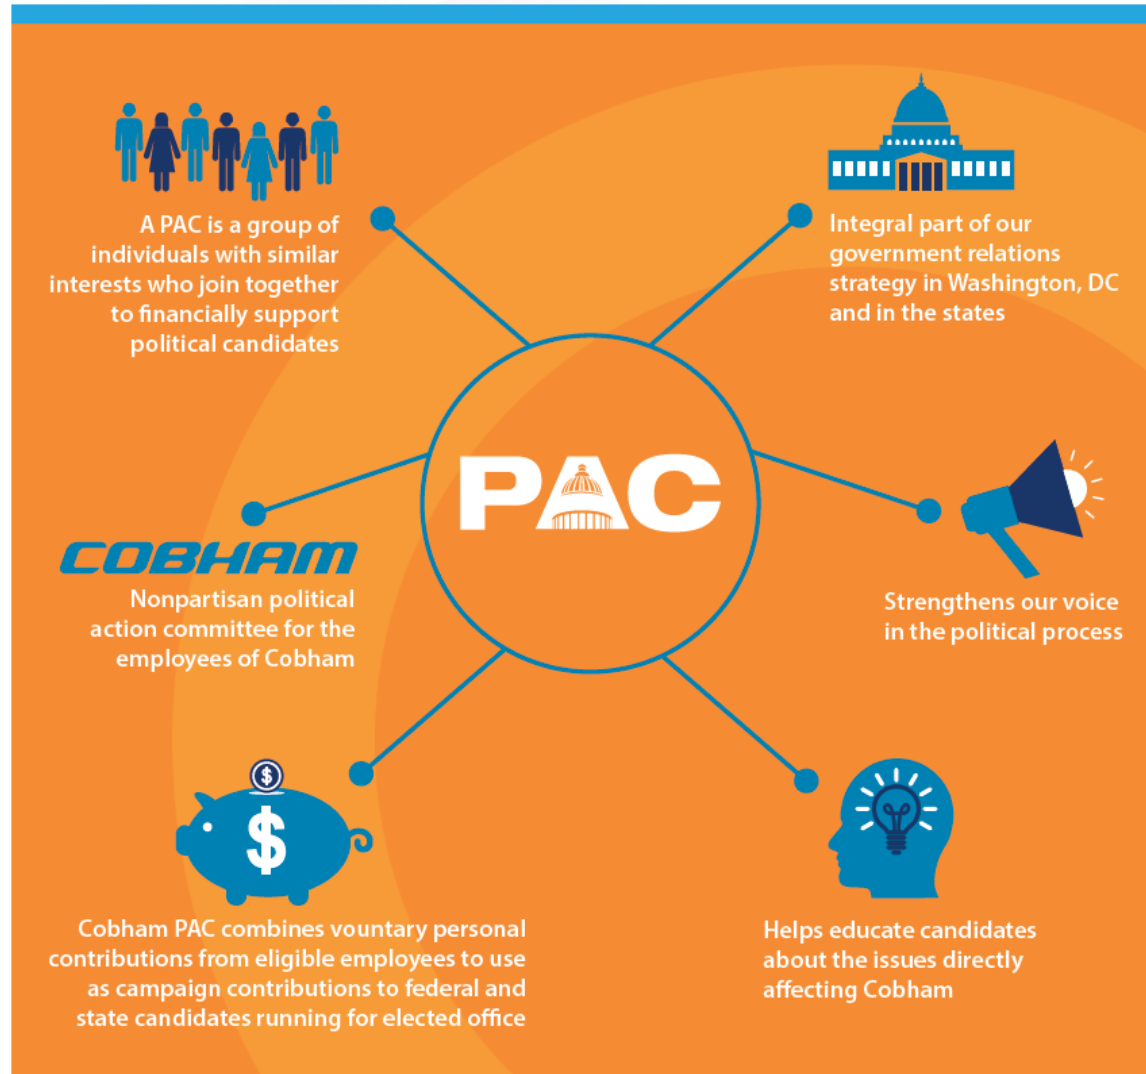 A PAC is a group of
individuals with similar
interests who join together
to financially support
political candidates
Integral part of our
government relations
strategy in Washington, DC
and in the states
PAC
COBHAM
Nonpartisan political
action committee for the
employees of Cobham
Strengthens our voice
in the political process
$
$
Cobham PAC combines vountary personal
contributions from eligible employees to use
as campaign contributions to federal and
state candidates running for elected office
Helps educate candidates
about the issues directly
affecting Cobham